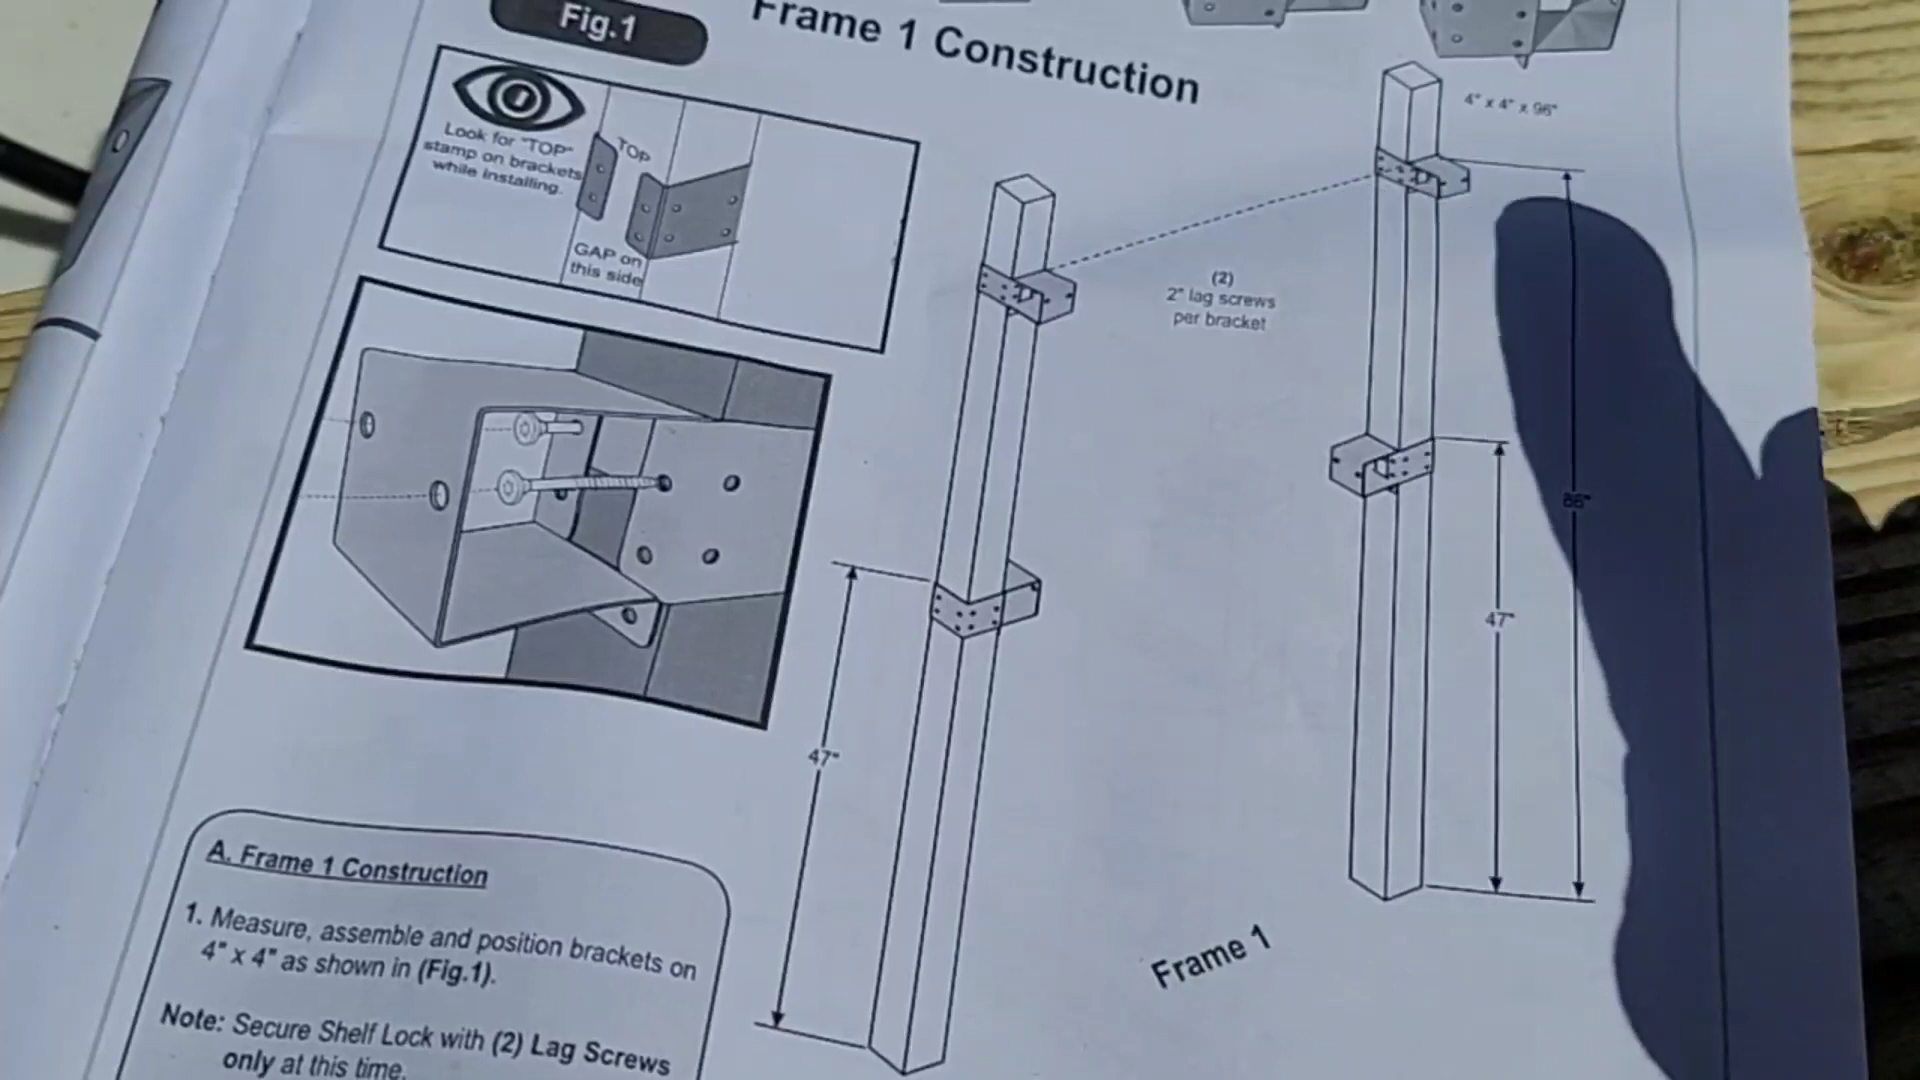 Fig.1
Frame 1 Construction
Look for "TOP"
stamp on brackets
while installing.
TOP
GAP on
this side
4" x 4" x 96"
(2)
2" lag screws
per bracket
86"
47"
47"
Frame 1
A. Frame 1 Construction
1. Measure, assemble and position brackets on
4" x 4" as shown in (Fig.1).
Note: Secure Shelf Lock with (2) Lag Screws
only at this time.